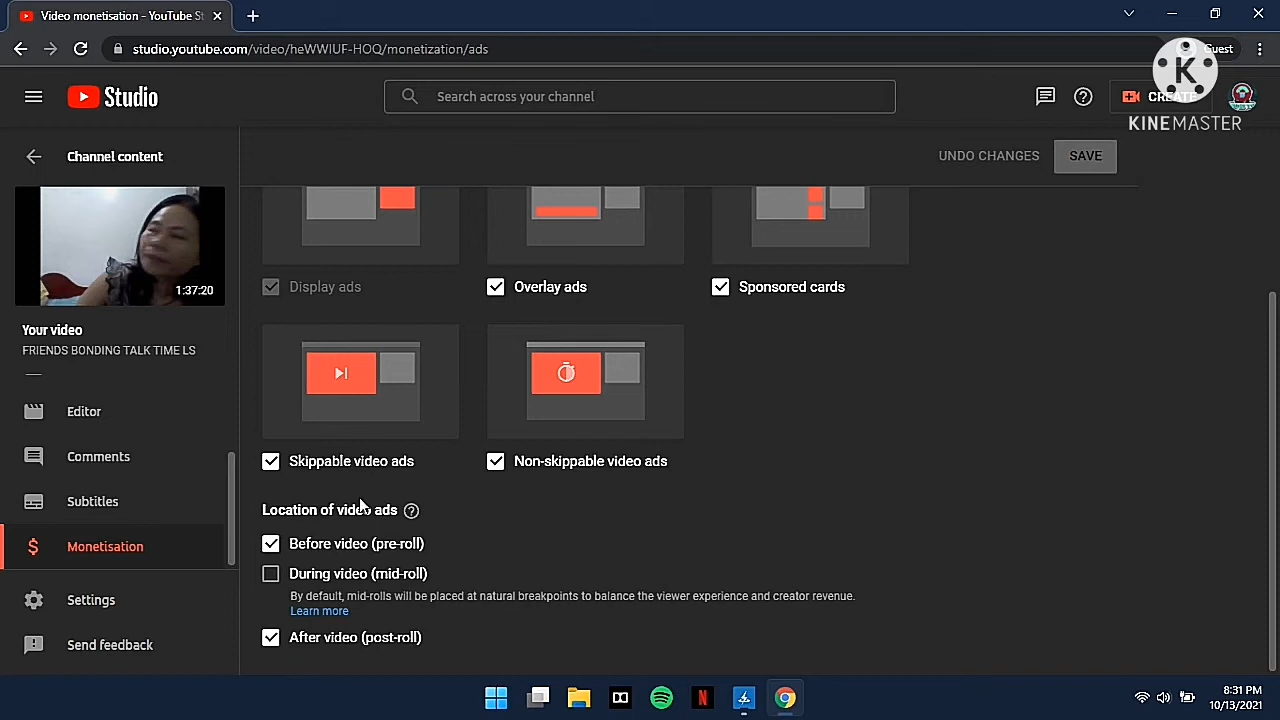 Video monetisation - YouTube St
studio.youtube.com/video/heWWIUF-HOQ/monetization/ads
Guest
Studio
Search across your channel
CREATE
K
KINEMASTER
Channel content
UNDO CHANGES
SAVE
1:37:20
Your video
FRIENDS BONDING TALK TIME LS
Editor
Comments
Subtitles
Monetisation
Settings
Send feedback
Display ads
Overlay ads
Sponsored cards
Skippable video ads
Non-skippable video ads
Location of video ads
Before video (pre-roll)
During video (mid-roll)
By default, mid-rolls will be placed at natural breakpoints to balance the viewer experience and creator revenue.
Learn more
After video (post-roll)
8:31 PM
10/13/2021